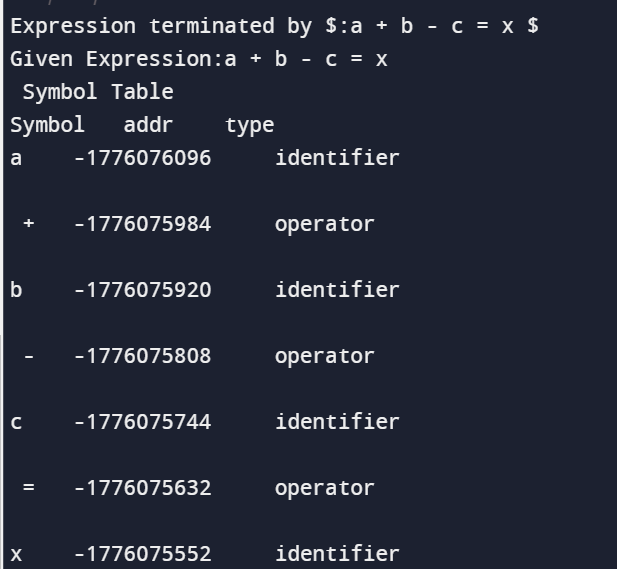 Expression terminated by $:a + b - c = x $
Given Expression:a + b - c = x
Symbol Table
Symbol addr type
a -1776076096 identifier
+ -1776075984 operator
b -1776075920 identifier
- -1776075808 operator
c -1776075744 identifier
= -1776075632 operator
x -1776075552 identifier